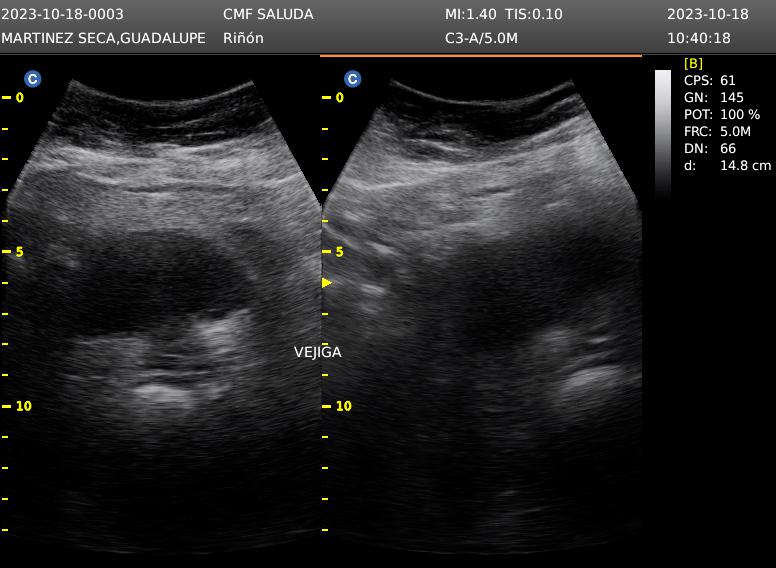 2023-10-18-0003 CMF SALUDA MI:1.40 TIS:0.10 2023-10-18
MARTINEZ SECA,GUADALUPE Riñón C3-A/5.0M 10:40:18
[B]
CPS: 61
GN: 145
POT: 100 %
FRC: 5.0M
DN: 66
d: 14.8 cm
C C
0 0
5 5
VEJIGA
10 10